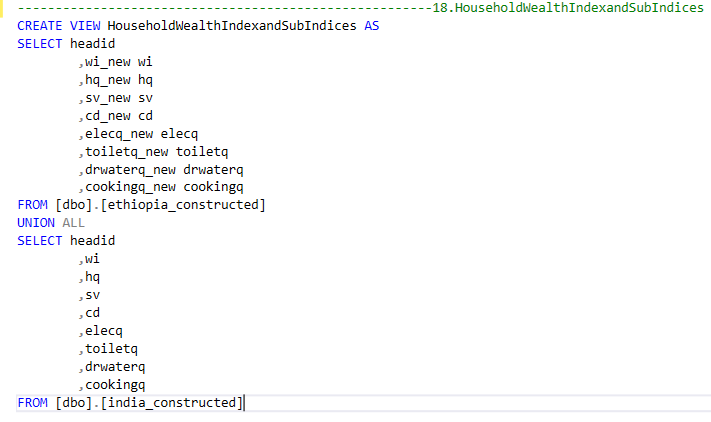 ------------------------------------------------------18.HouseholdWealthIndexandSubIndices
CREATE VIEW HouseholdWealthIndexandSubIndices AS
SELECT headid
,wi_new wi
,hq_new hq
,sv_new sv
,cd_new cd
,elecq_new elecq
,toiletq_new toiletq
,drwaterq_new drwaterq
,cookingq_new cookingq
FROM [dbo].[ethiopia_constructed]
UNION ALL
SELECT headid
,wi
,hq
,sv
,cd
,elecq
,toiletq
,drwaterq
,cookingq
FROM [dbo].[india_constructed]